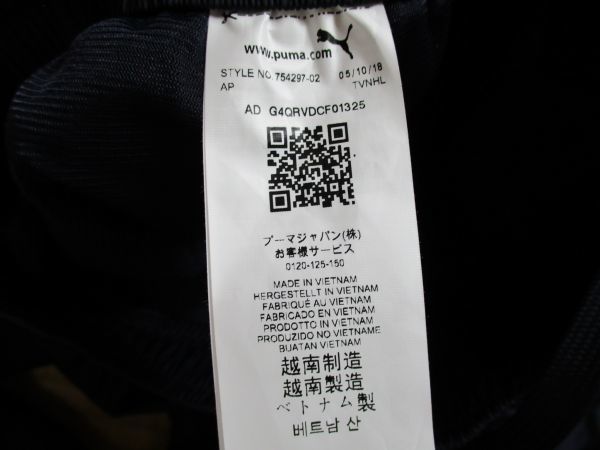 www.puma.com
STYLE NO 754297-02 05/10/18
AP TVNHL
AD G4QRVDCF01325
プーマジャパン(株)
お客様サービス
0120-125-150
MADE IN VIETNAM
HERGESTELLT IN VIETNAM
FABRIQUÉ AU VIETNAM
FABRICADO EN VIETNAM
PRODOTTO IN VIETNAM
PRODUZIDO NO VIETNAME
BUATAN VIETNAM
越南制造
越南製造
ベトナム製
베트남 산